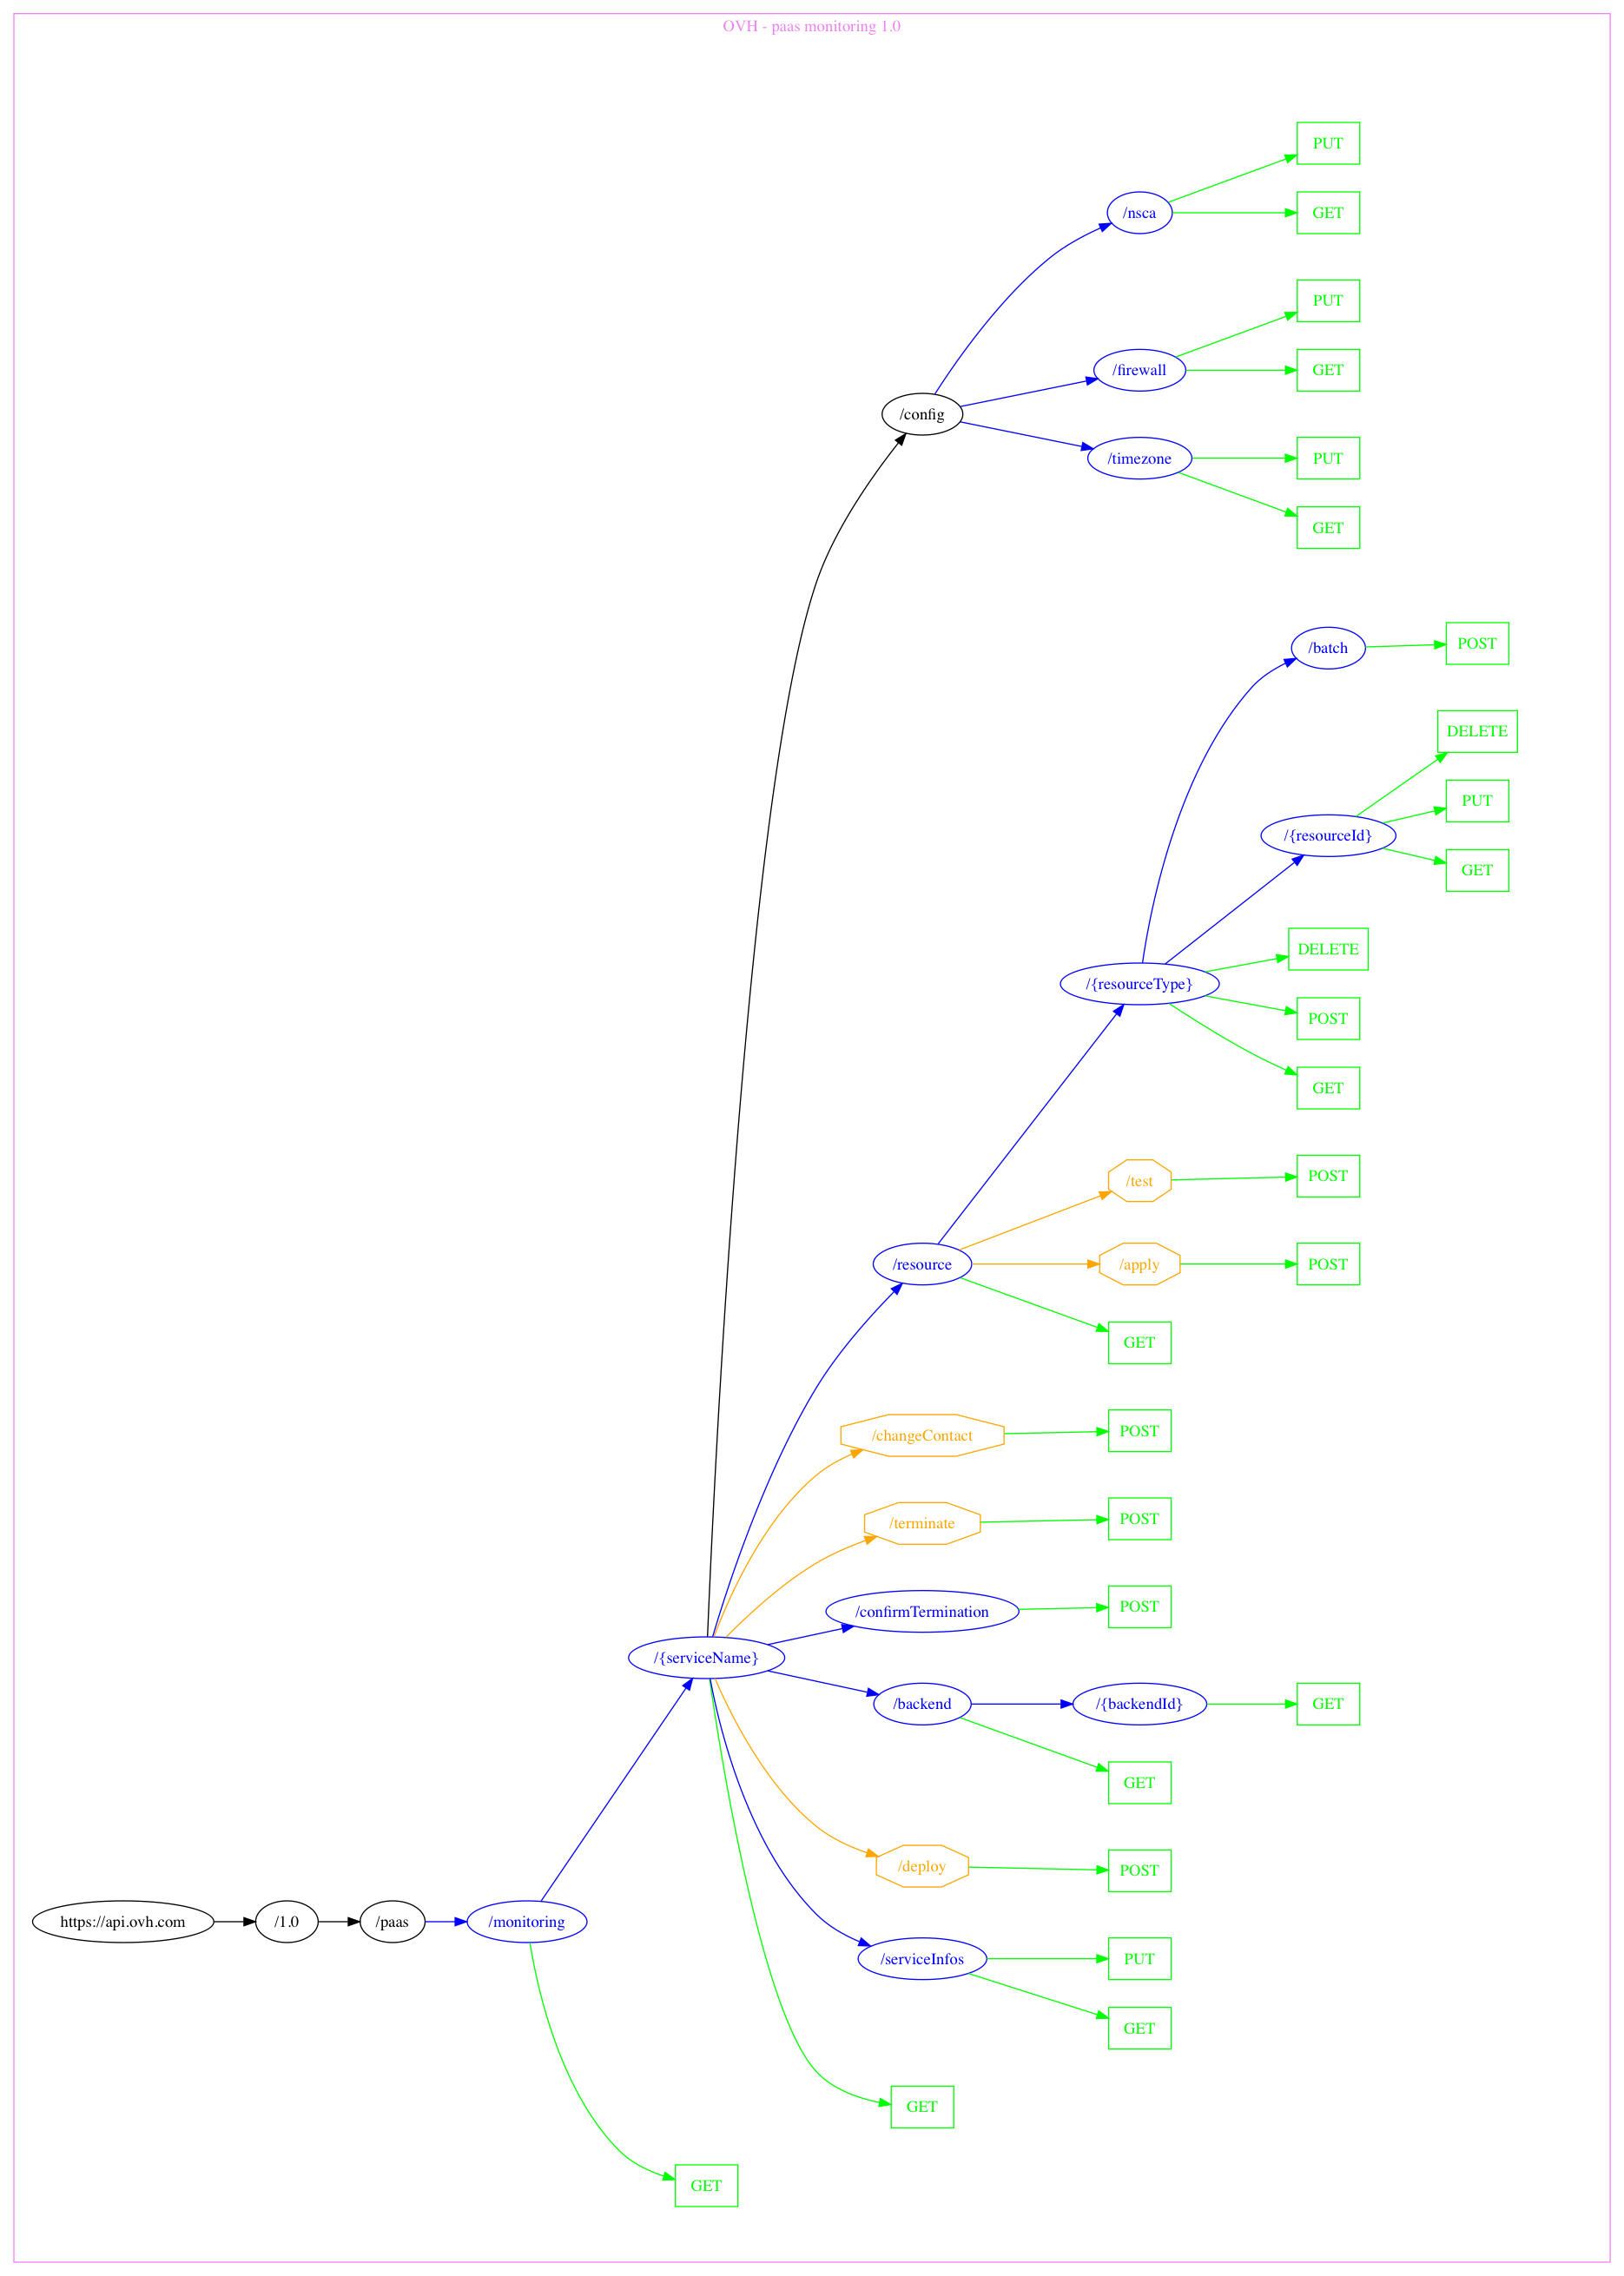 OVH - paas monitoring 1.0
PUT
/nsca
GET
PUT
/firewall
GET
/config
/timezone
PUT
GET
/batch
POST
DELETE
PUT
/{resourceId}
GET
DELETE
/{resourceType}
POST
GET
/test
POST
/resource
/apply
POST
GET
/changeContact
POST
/terminate
POST
/confirmTermination
POST
/{serviceName}
/backend
/{backendId}
GET
GET
/deploy
POST
https://api.ovh.com
/1.0
/paas
/monitoring
/serviceInfos
PUT
GET
GET
GET